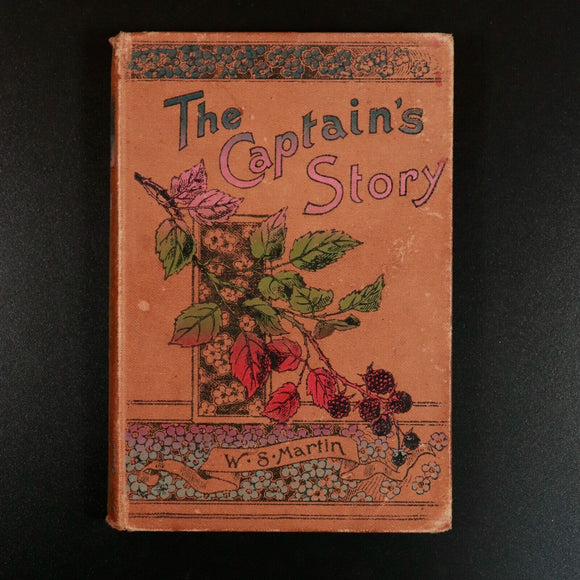 The
Captain's
Story
W. S. Martin